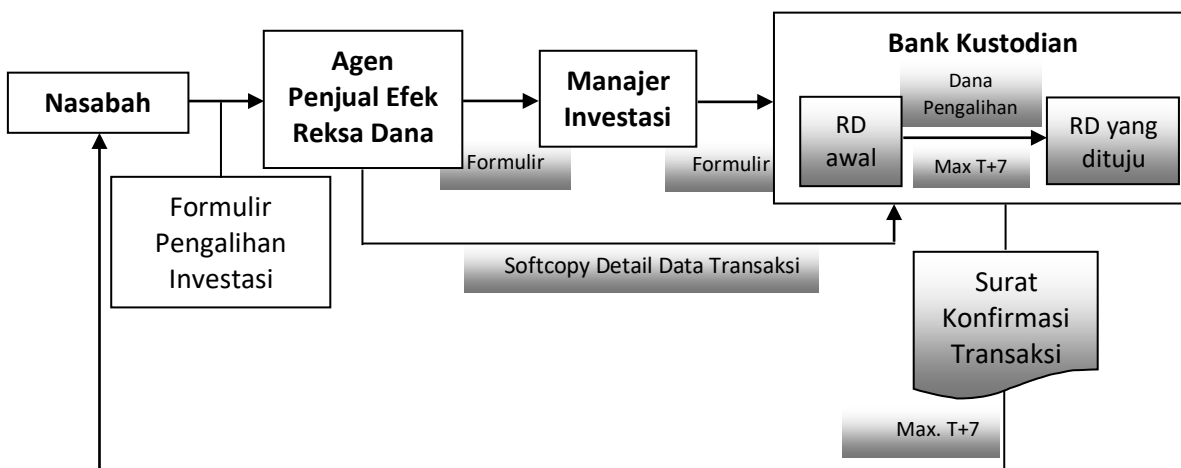 Nasabah
Agen
Penjual Efek
Reksa Dana
Manajer
Investasi
Bank Kustodian
Dana
Pengalihan
RD
awal
RD yang
dituju
Max T+7
Formulir
Formulir
Formulir
Pengalihan
Investasi
Softcopy Detail Data Transaksi
Surat
Konfirmasi
Transaksi
Max. T+7